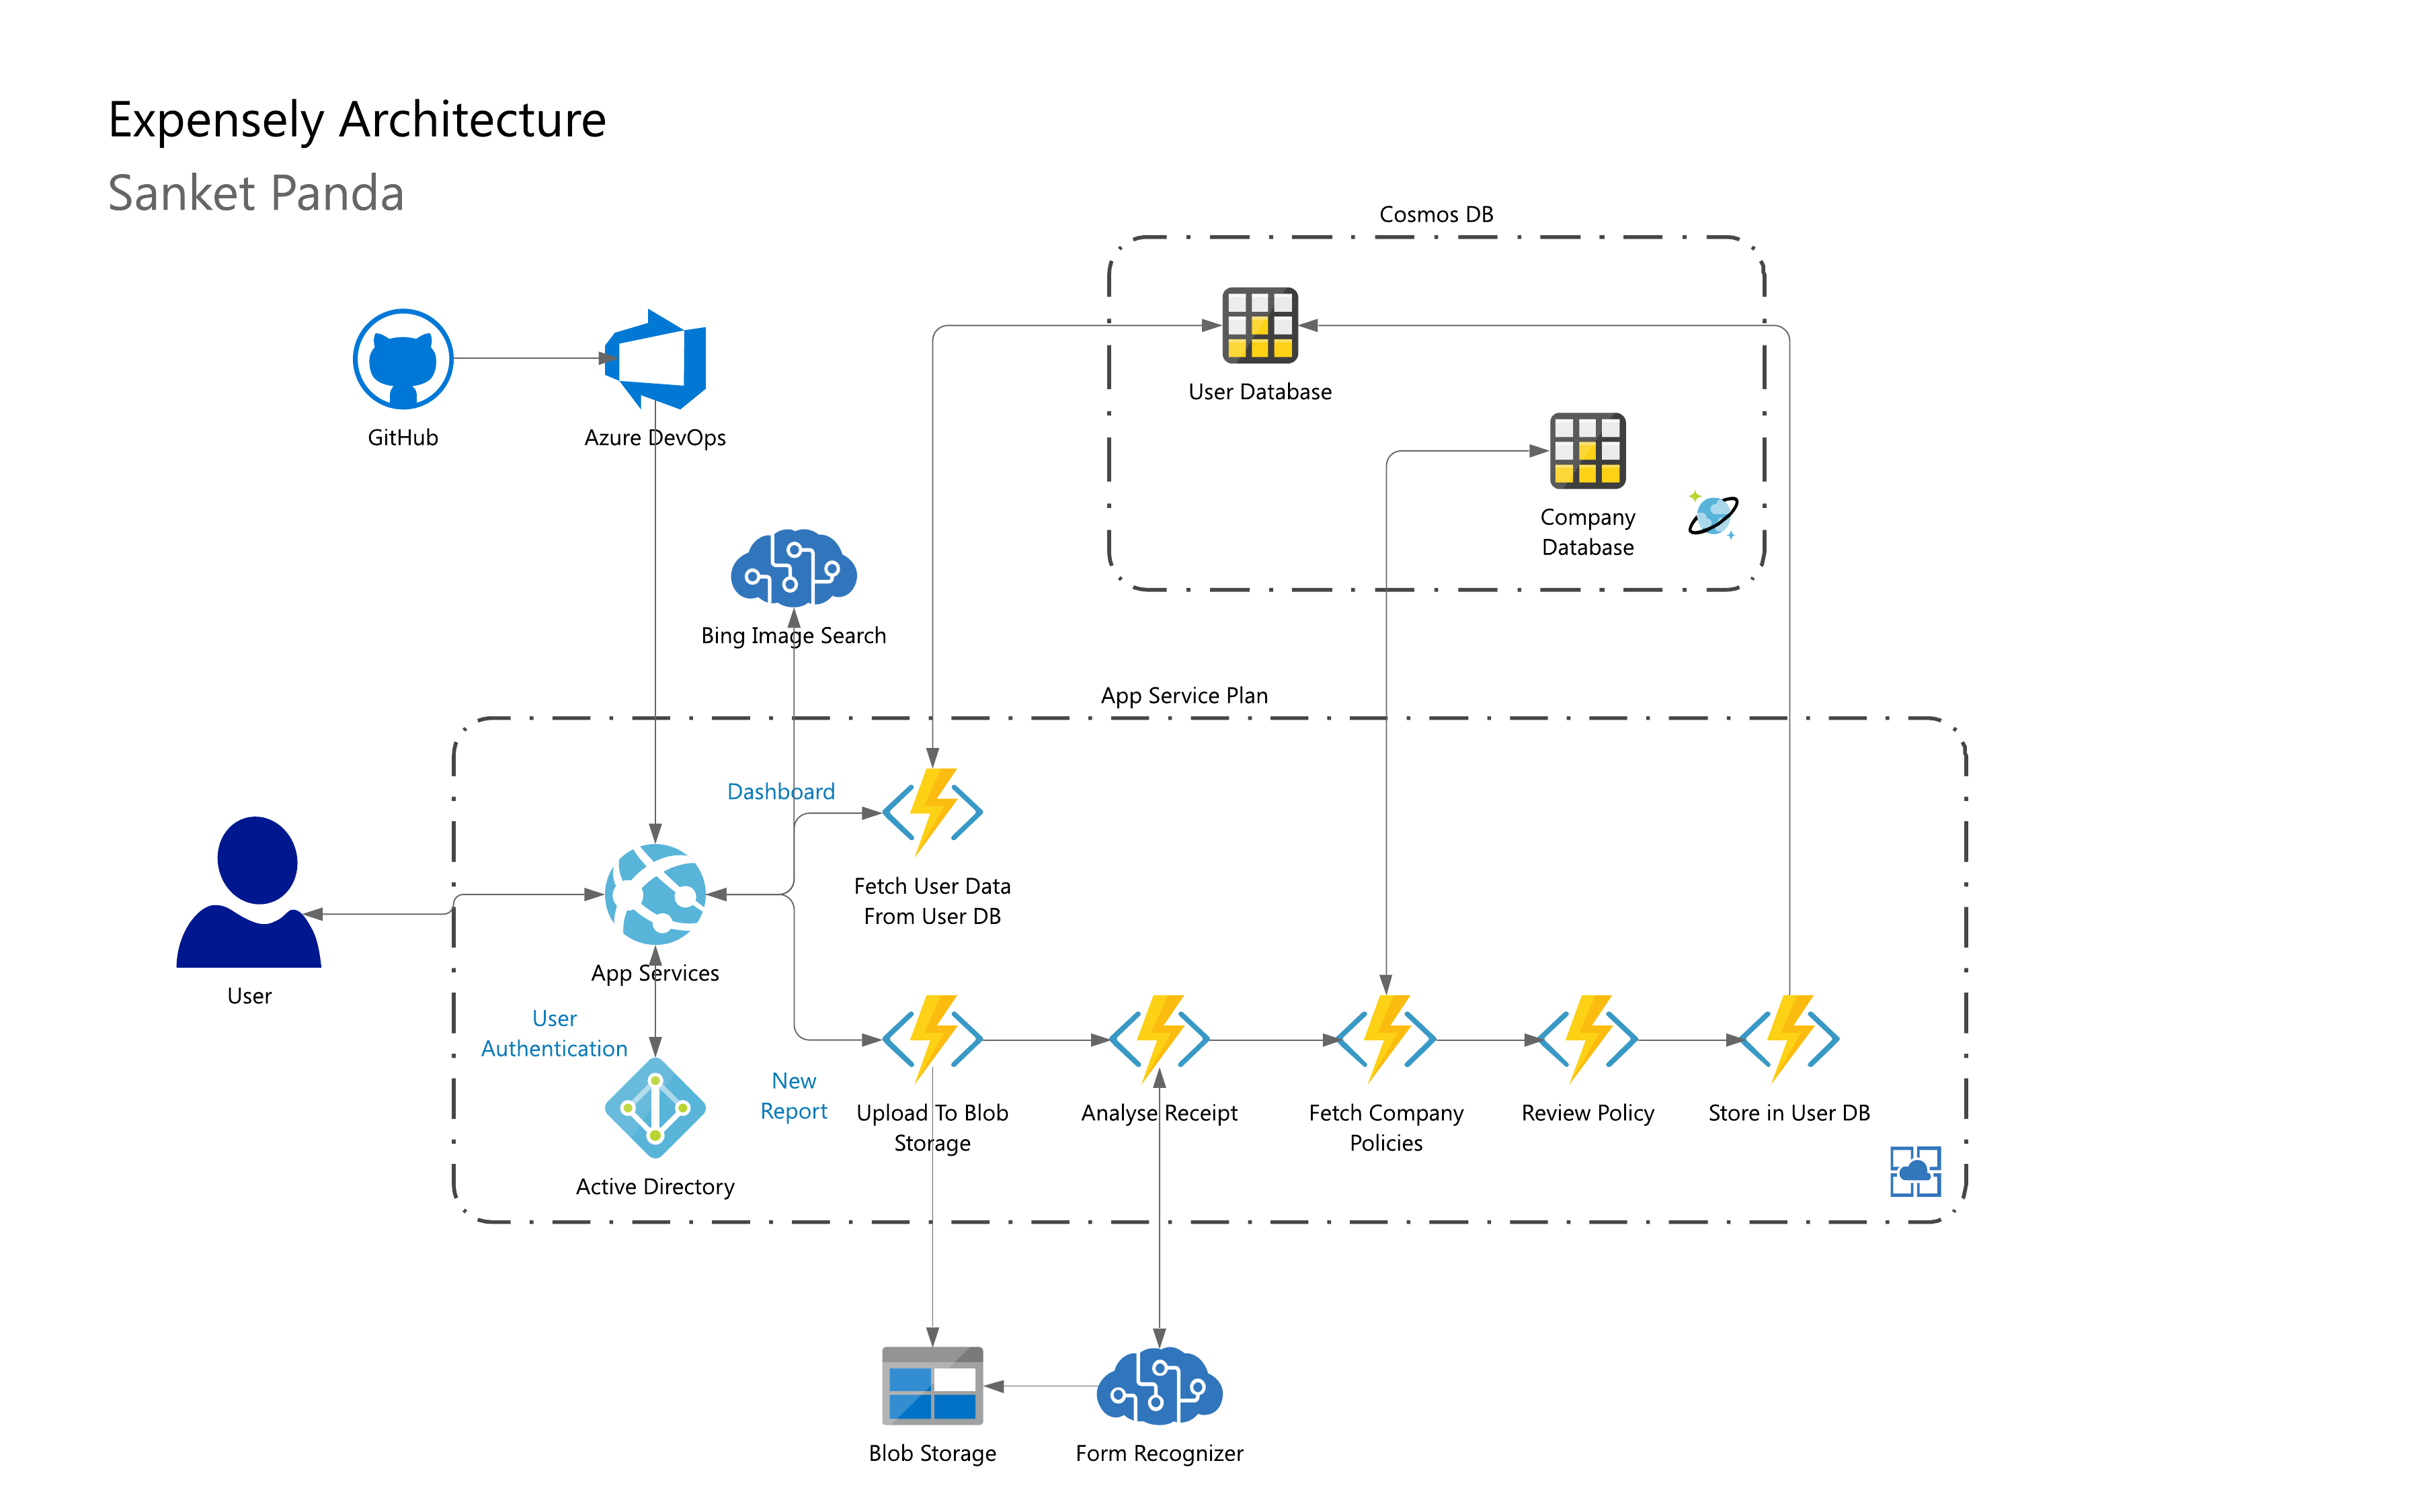 Expensely Architecture
Sanket Panda
Cosmos DB
User Database
GitHub
Azure DevOps
Company
Database
Bing Image Search
App Service Plan
Dashboard
Fetch User Data
From User DB
App Services
User
User
Authentication
New
Report
Upload To Blob
Storage
Analyse Receipt
Fetch Company
Policies
Review Policy
Store in User DB
Active Directory
Blob Storage
Form Recognizer